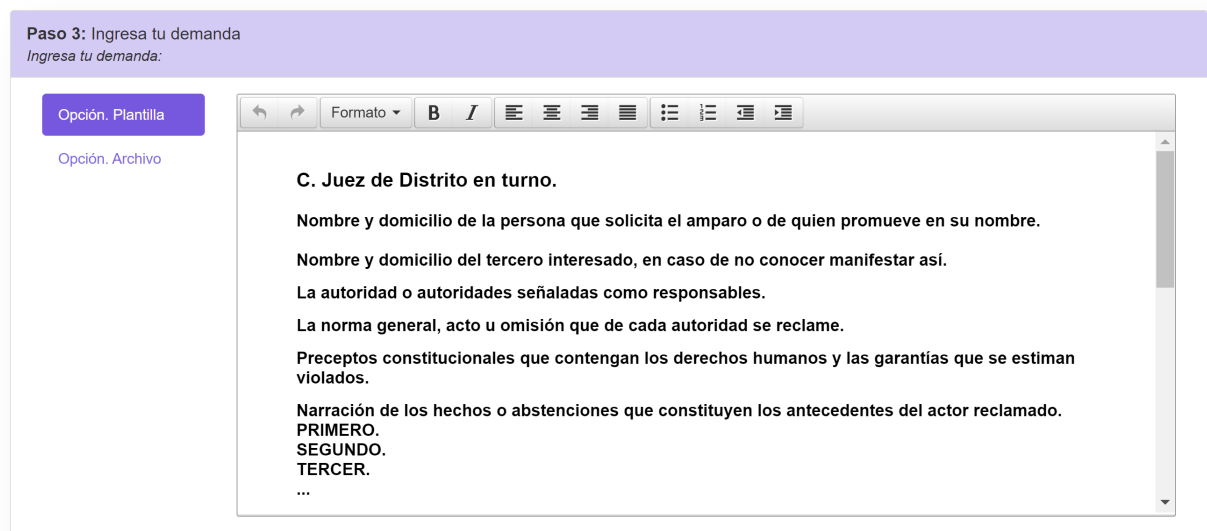 Paso 3: Ingresa tu demanda
Ingresa tu demanda:
Opción. Plantilla
Opción. Archivo
Formato
B I
C. Juez de Distrito en turno.
Nombre y domicilio de la persona que solicita el amparo o de quien promueve en su nombre.
Nombre y domicilio del tercero interesado, en caso de no conocer manifestar así.
La autoridad o autoridades señaladas como responsables.
La norma general, acto u omisión que de cada autoridad se reclame.
Preceptos constitucionales que contengan los derechos humanos y las garantías que se estiman
violados.
Narración de los hechos o abstenciones que constituyen los antecedentes del actor reclamado.
PRIMERO.
SEGUNDO.
TERCER.
...